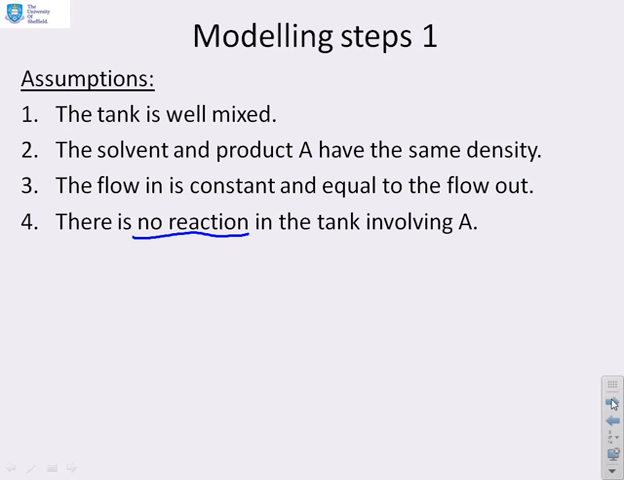 The
University
Of
Sheffield.
Modelling steps 1
Assumptions:
1. The tank is well mixed.
2. The solvent and product A have the same density.
3. The flow in is constant and equal to the flow out.
4. There is no reaction in the tank involving A.